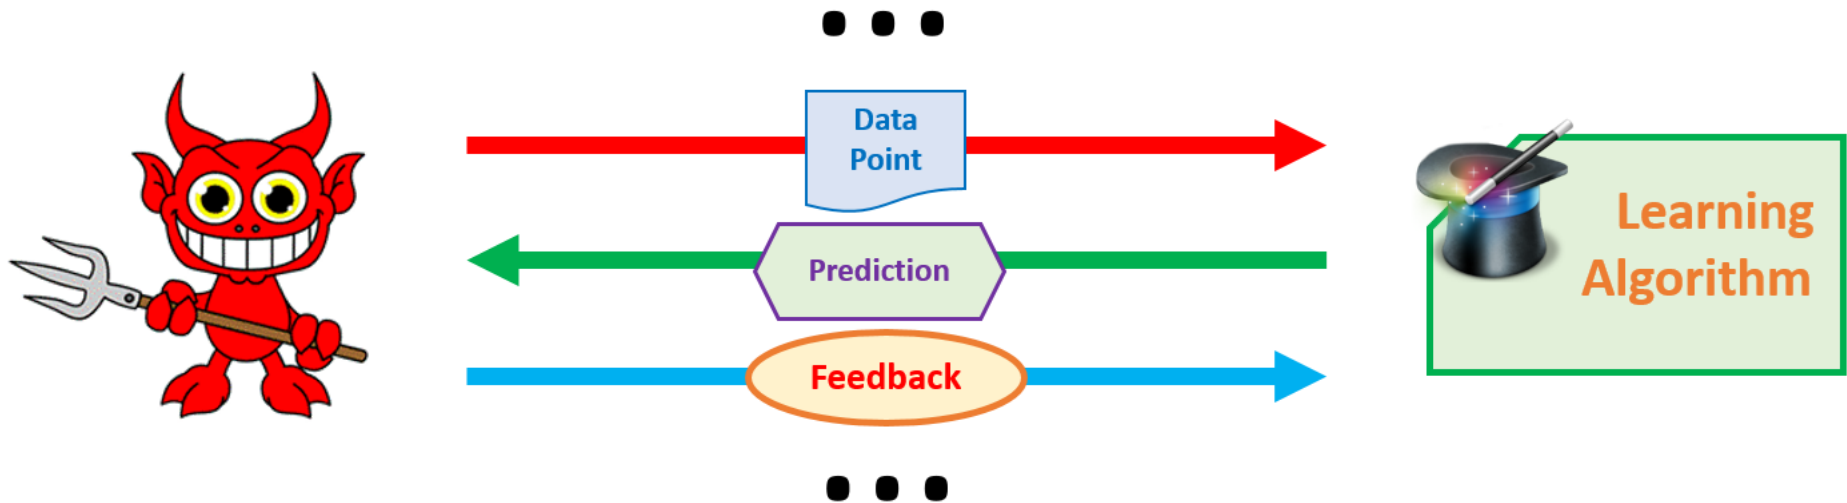 Data
Point
Prediction
Feedback
Learning
Algorithm